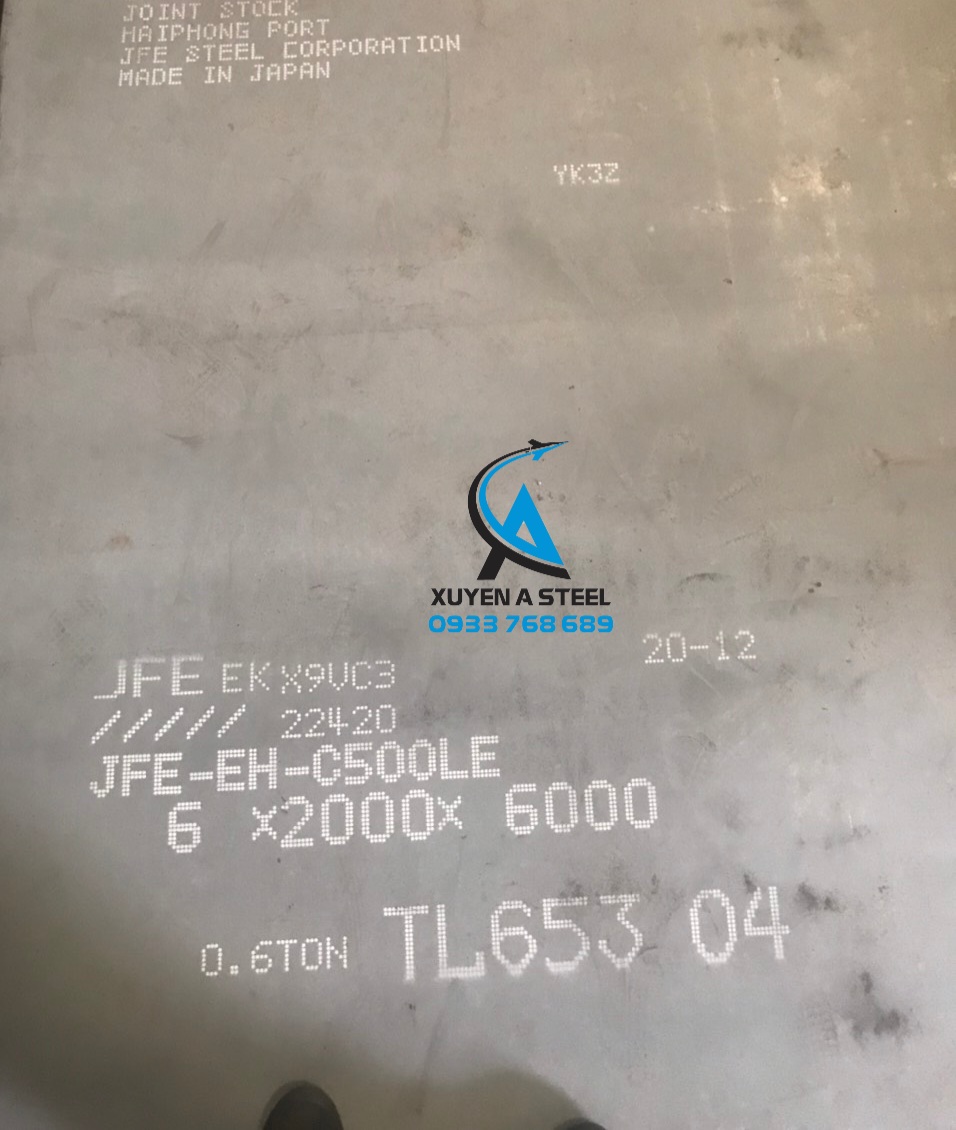 JOINT STOCK
HAIPHONG PORT
JFE STEEL CORPORATION
MADE IN JAPAN
YK3Z
XUYEN A STEEL
0933 768 689
20-12
JFE EK X9VC3
///// 22420
JFE-EH-C500LE
6 x2000x 6000
0.6TON TL653 04